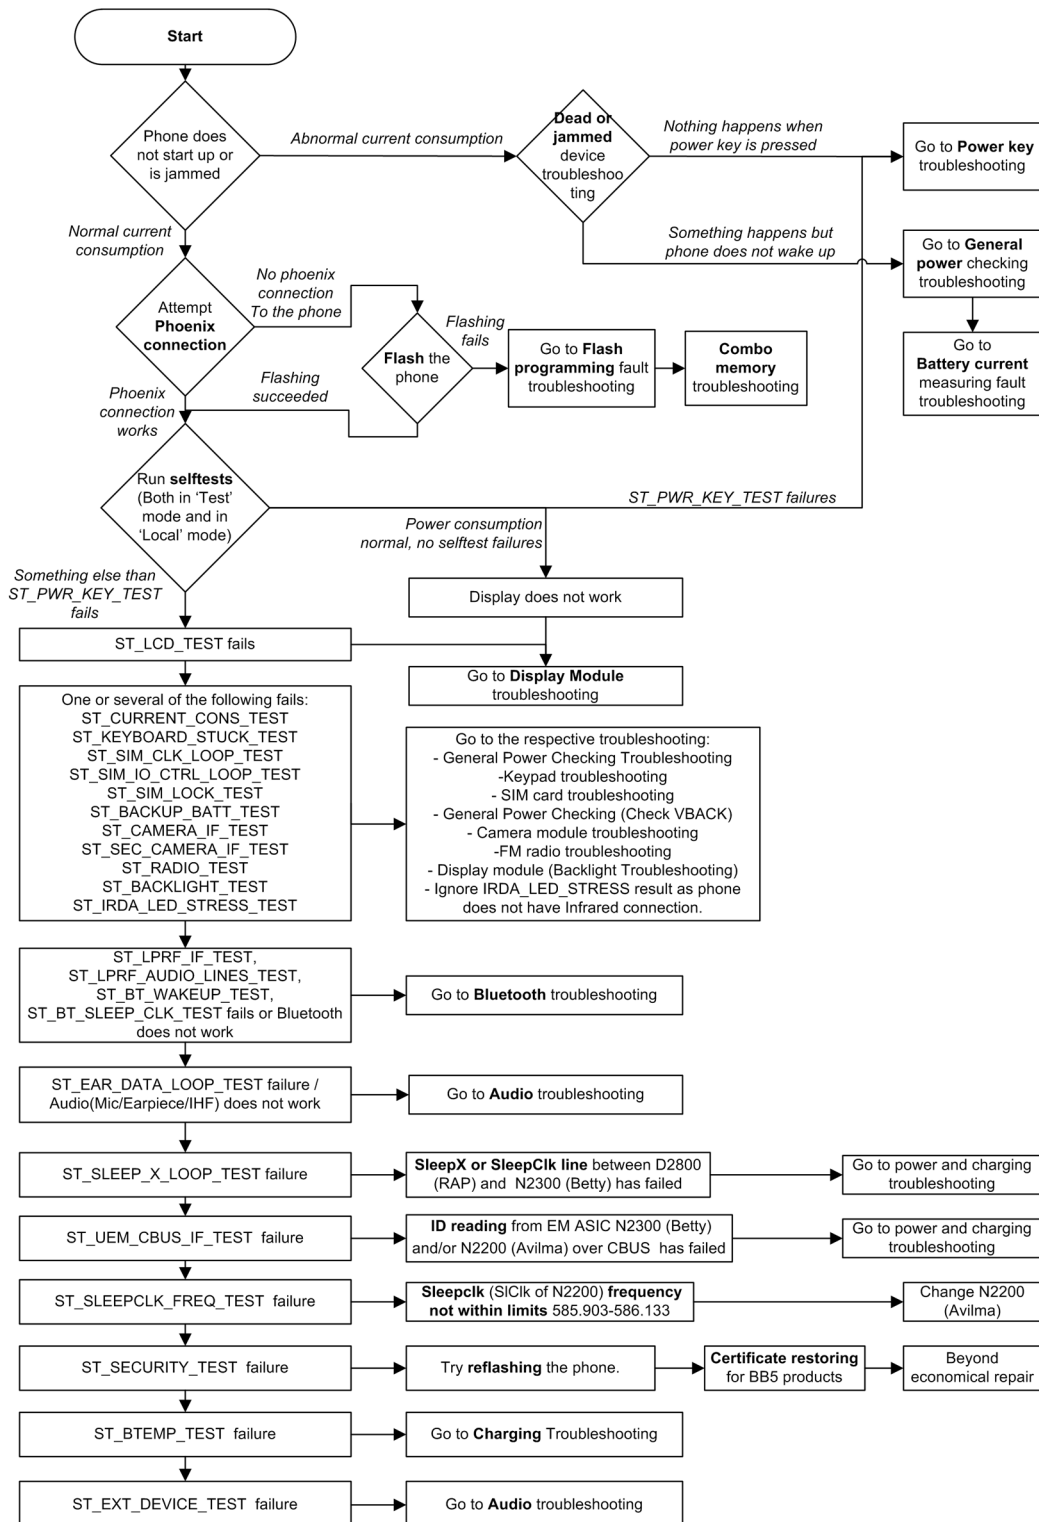 Start
Phone does
not start up or
is jammed
Abnormal current consumption
Dead or
jammed
device
troubleshoo
ting
Nothing happens when
power key is pressed
Go to Power key
troubleshooting
Normal current
consumption
Something happens but
phone does not wake up
Go to General
power checking
troubleshooting
Attempt
Phoenix
connection
No phoenix
connection
To the phone
Flash the
phone
Flashing
fails
Go to Flash
programming fault
troubleshooting
Combo
memory
troubleshooting
Go to
Battery current
measuring fault
troubleshooting
Flashing
succeeded
Phoenix
connection
works
Run selftests
(Both in ‘Test’
mode and in
‘Local’ mode)
ST_PWR_KEY_TEST failures
Power consumption
normal, no selftest failures
Something else than
ST_PWR_KEY_TEST
fails
Display does not work
ST_LCD_TEST fails
Go to Display Module
troubleshooting
One or several of the following fails:
ST_CURRENT_CONS_TEST
ST_KEYBOARD_STUCK_TEST
ST_SIM_CLK_LOOP_TEST
ST_SIM_IO_CTRL_LOOP_TEST
ST_SIM_LOCK_TEST
ST_BACKUP_BATT_TEST
ST_CAMERA_IF_TEST
ST_SEC_CAMERA_IF_TEST
ST_RADIO_TEST
ST_BACKLIGHT_TEST
ST_IRDA_LED_STRESS_TEST
Go to the respective troubleshooting:
- General Power Checking Troubleshooting
-Keypad troubleshooting
- SIM card troubleshooting
- General Power Checking (Check VBACK)
- Camera module troubleshooting
-FM radio troubleshooting
- Display module (Backlight Troubleshooting)
- Ignore IRDA_LED_STRESS result as phone
does not have Infrared connection.
ST_LPRF_IF_TEST,
ST_LPRF_AUDIO_LINES_TEST,
ST_BT_WAKEUP_TEST,
ST_BT_SLEEP_CLK_TEST fails or Bluetooth
does not work
Go to Bluetooth troubleshooting
ST_EAR_DATA_LOOP_TEST failure /
Audio(Mic/Earpiece/IHF) does not work
Go to Audio troubleshooting
ST_SLEEP_X_LOOP_TEST failure
SleepX or SleepClk line between D2800
(RAP) and N2300 (Betty) has failed
Go to power and charging
troubleshooting
ST_UEM_CBUS_IF_TEST failure
ID reading from EM ASIC N2300 (Betty)
and/or N2200 (Avilma) over CBUS has failed
Go to power and charging
troubleshooting
ST_SLEEPCLK_FREQ_TEST failure
Sleepclk (SlClk of N2200) frequency
not within limits 585.903-586.133
Change N2200
(Avilma)
ST_SECURITY_TEST failure
Try reflashing the phone.
Certificate restoring
for BB5 products
Beyond
economical repair
ST_BTEMP_TEST failure
Go to Charging Troubleshooting
ST_EXT_DEVICE_TEST failure
Go to Audio troubleshooting